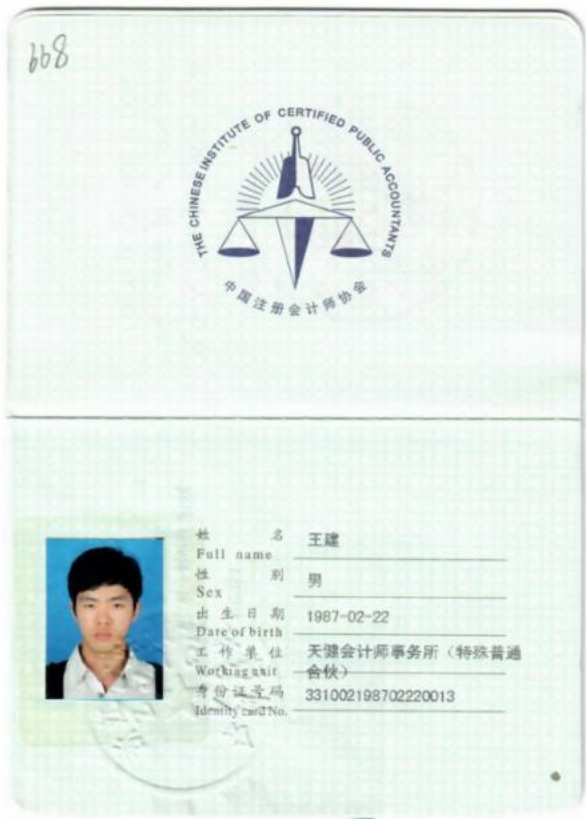 668
THE CHINESE INSTITUTE OF CERTIFIED PUBLIC ACCOUNTANTS
中国注册会计师协会
姓 名 王建
Full name
性 别 男
Sex
出 生 日 期 1987-02-22
Date of birth
工 作 单 位 天健会计师事务所（特殊普通
Working unit 合伙）
身份证号码 331002198702220013
Identity card No.